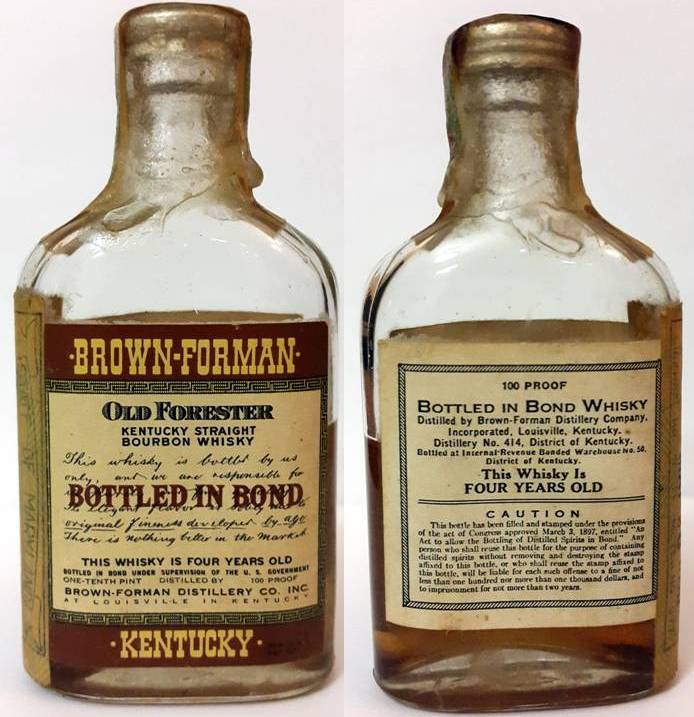 ·BROWN-FORMAN·
OLD FORESTER
KENTUCKY STRAIGHT
BOURBON WHISKY
This whisky is bottled by us
only, and we are responsible for
BOTTLED IN BOND
original fineness developed by age.
There is nothing better in the Market.
THIS WHISKY IS FOUR YEARS OLD
BOTTLED IN BOND UNDER SUPERVISION OF THE U. S. GOVERNMENT
ONE-TENTH PINT DISTILLED BY 100 PROOF
BROWN-FORMAN DISTILLERY CO. INC.
AT LOUISVILLE IN KENTUCKY
·KENTUCKY·
100 PROOF
BOTTLED IN BOND WHISKY
Distilled by Brown-Forman Distillery Company,
Incorporated, Louisville, Kentucky.
Distillery No. 414, District of Kentucky.
Bottled at Internal-Revenue Bonded Warehouse No. 50,
District of Kentucky.
This Whisky Is
FOUR YEARS OLD
CAUTION
This bottle has been filled and stamped under the provisions
of the act of Congress approved March 3, 1897, entitled "An
Act to allow the Bottling of Distilled Spirits in Bond." Any
person who shall reuse this bottle for the purpose of containing
distilled spirits without removing and destroying the stamp
affixed to this bottle, or who shall reuse the stamp affixed to
this bottle, will be liable for each such offense to a fine of not
less than one hundred nor more than one thousand dollars, and
to imprisonment for not more than two years.